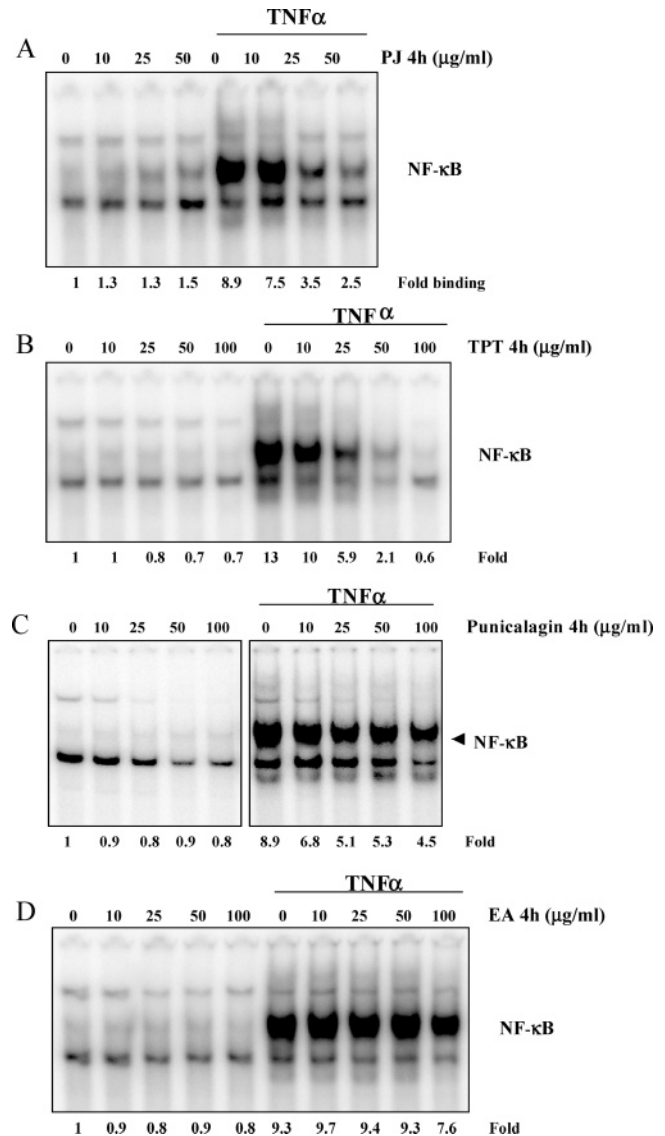 TNFα
A 0 10 25 50 0 10 25 50 PJ 4h (μg/ml)
NF-κB
1 1.3 1.3 1.5 8.9 7.5 3.5 2.5 Fold binding
TNFα
B 0 10 25 50 100 0 10 25 50 100 TPT 4h (μg/ml)
NF-κB
1 1 0.8 0.7 0.7 13 10 5.9 2.1 0.6 Fold
TNFα
C 0 10 25 50 100 0 10 25 50 100 Punicalagin 4h (μg/ml)
NF-κB
1 0.9 0.8 0.9 0.8 8.9 6.8 5.1 5.3 4.5 Fold
TNFα
D 0 10 25 50 100 0 10 25 50 100 EA 4h (μg/ml)
NF-κB
1 0.9 0.8 0.9 0.8 9.3 9.7 9.4 9.3 7.6 Fold